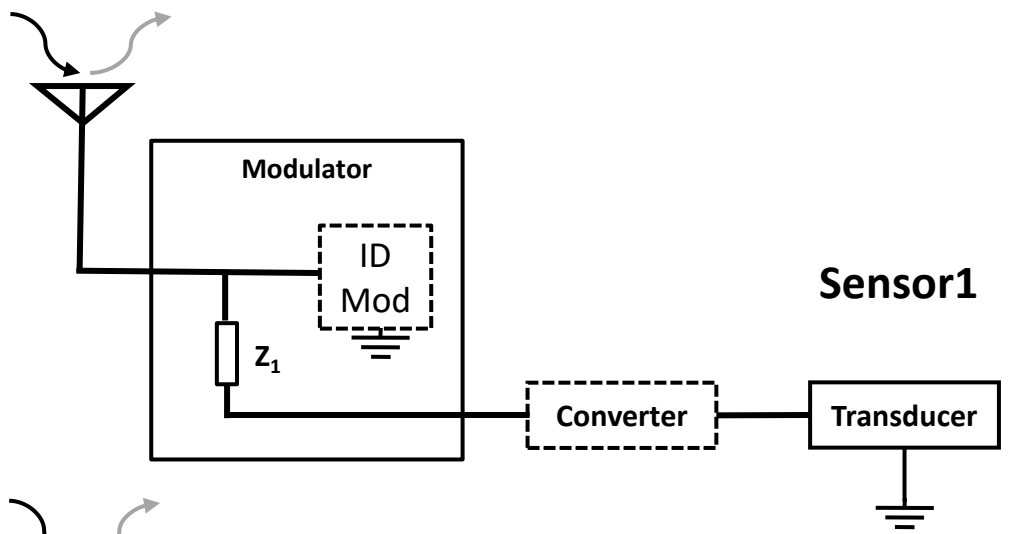 Modulator
ID
Mod
Sensor1
Z₁
Converter
Transducer